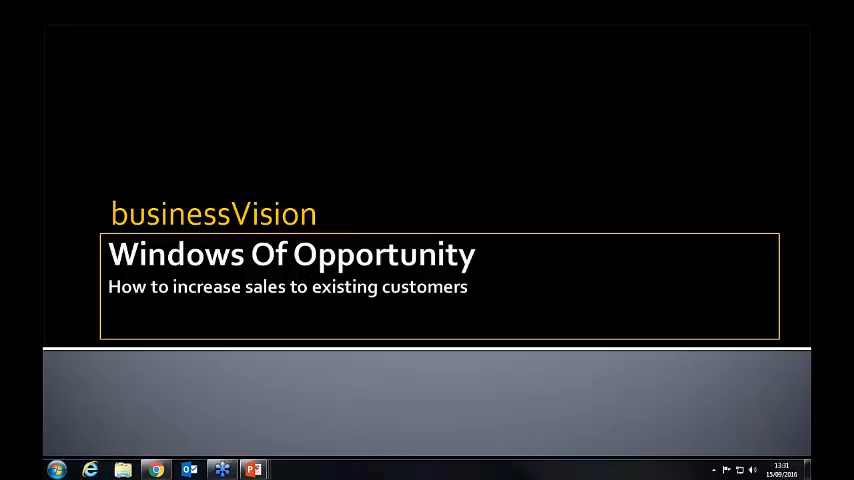 businessVision
Windows Of Opportunity
How to increase sales to existing customers
13:31
15/09/2016